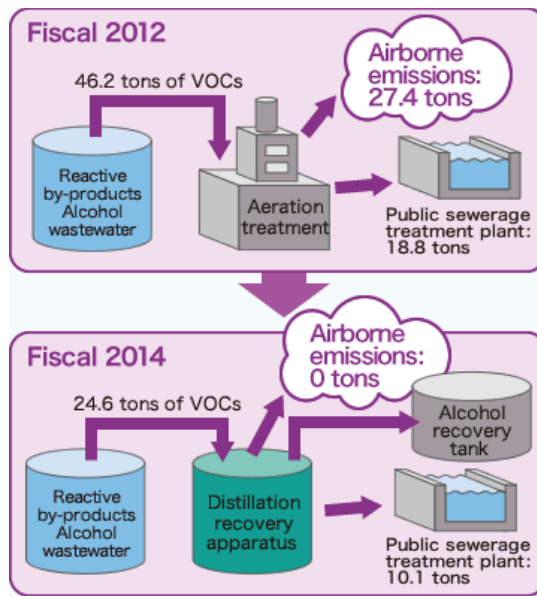 Fiscal 2012
Airborne
emissions:
27.4 tons
46.2 tons of VOCs
Reactive
by-products
Alcohol
wastewater
Aeration
treatment
Public sewerage
treatment plant:
18.8 tons
Fiscal 2014
Airborne
emissions:
0 tons
24.6 tons of VOCs
Alcohol
recovery
tank
Reactive
by-products
Alcohol
wastewater
Distillation
recovery
apparatus
Public sewerage
treatment plant:
10.1 tons